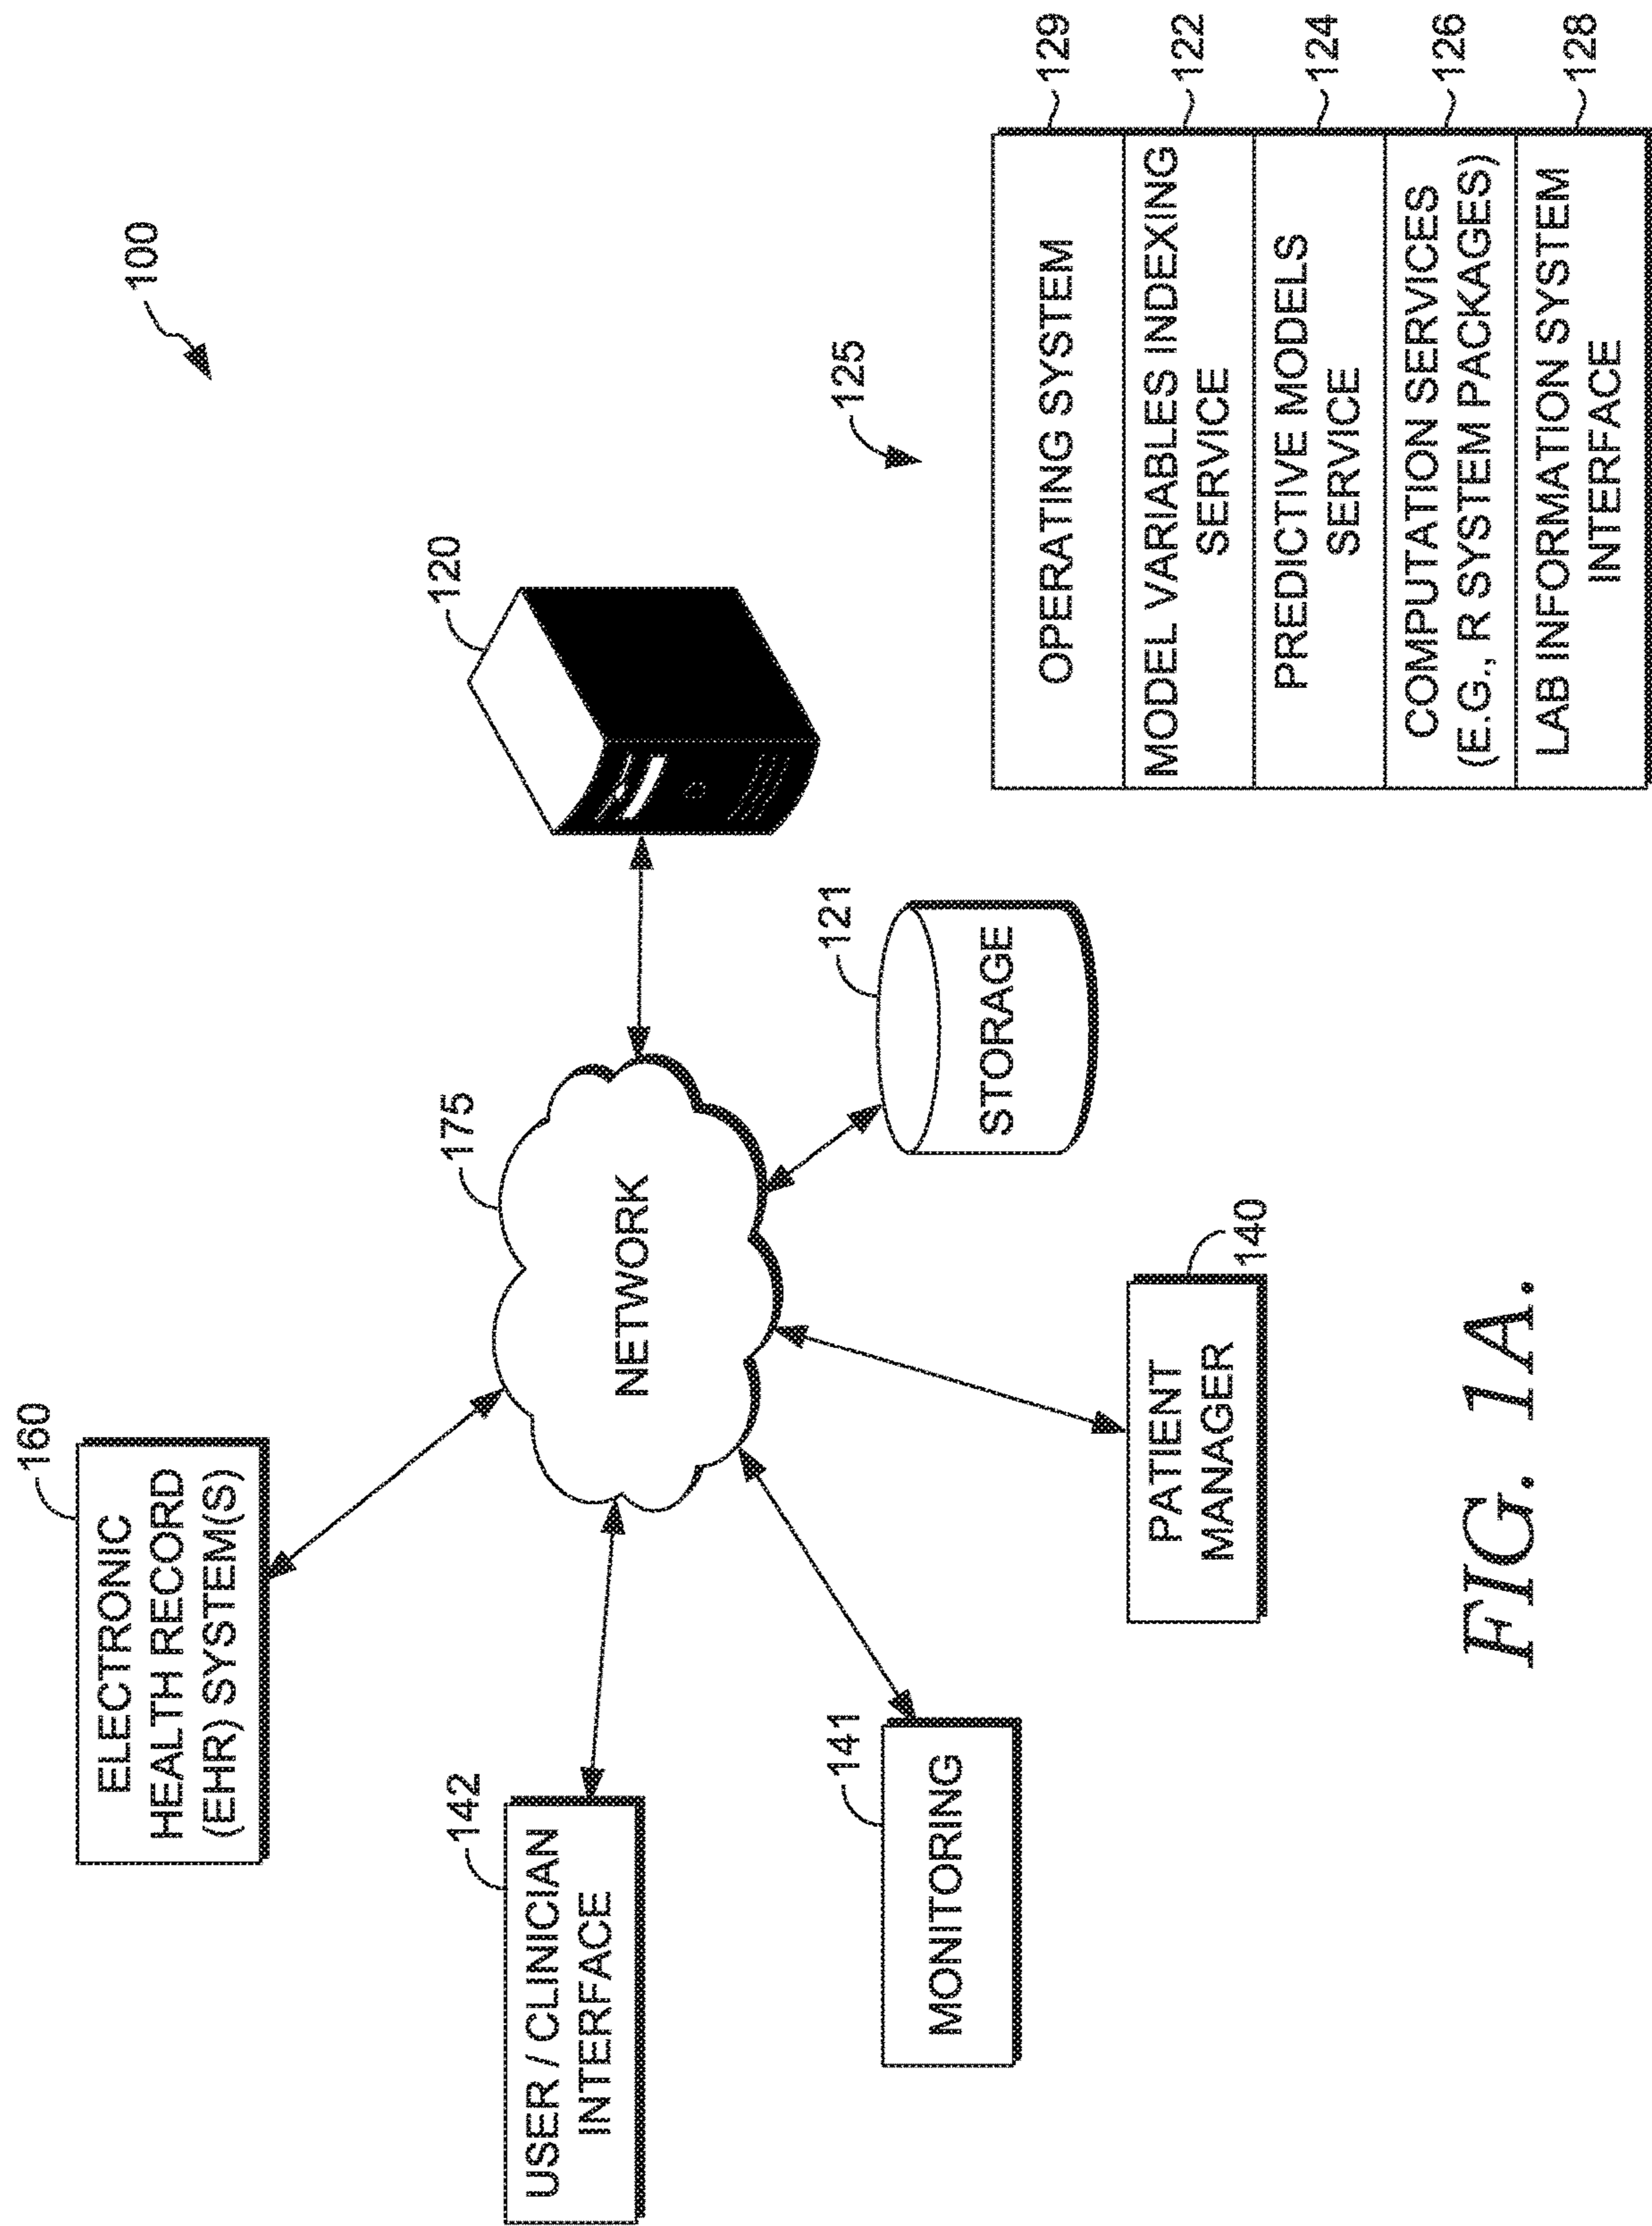 100
160
ELECTRONIC
HEALTH RECORD
(EHR) SYSTEM(S)
142
USER / CLINICIAN
INTERFACE
175
NETWORK
120
141
MONITORING
121
STORAGE
140
PATIENT
MANAGER
125
OPERATING SYSTEM
129
MODEL VARIABLES INDEXING
SERVICE
122
PREDICTIVE MODELS
SERVICE
124
COMPUTATION SERVICES
(E.G., R SYSTEM PACKAGES)
126
LAB INFORMATION SYSTEM
INTERFACE
128
FIG. 1A.